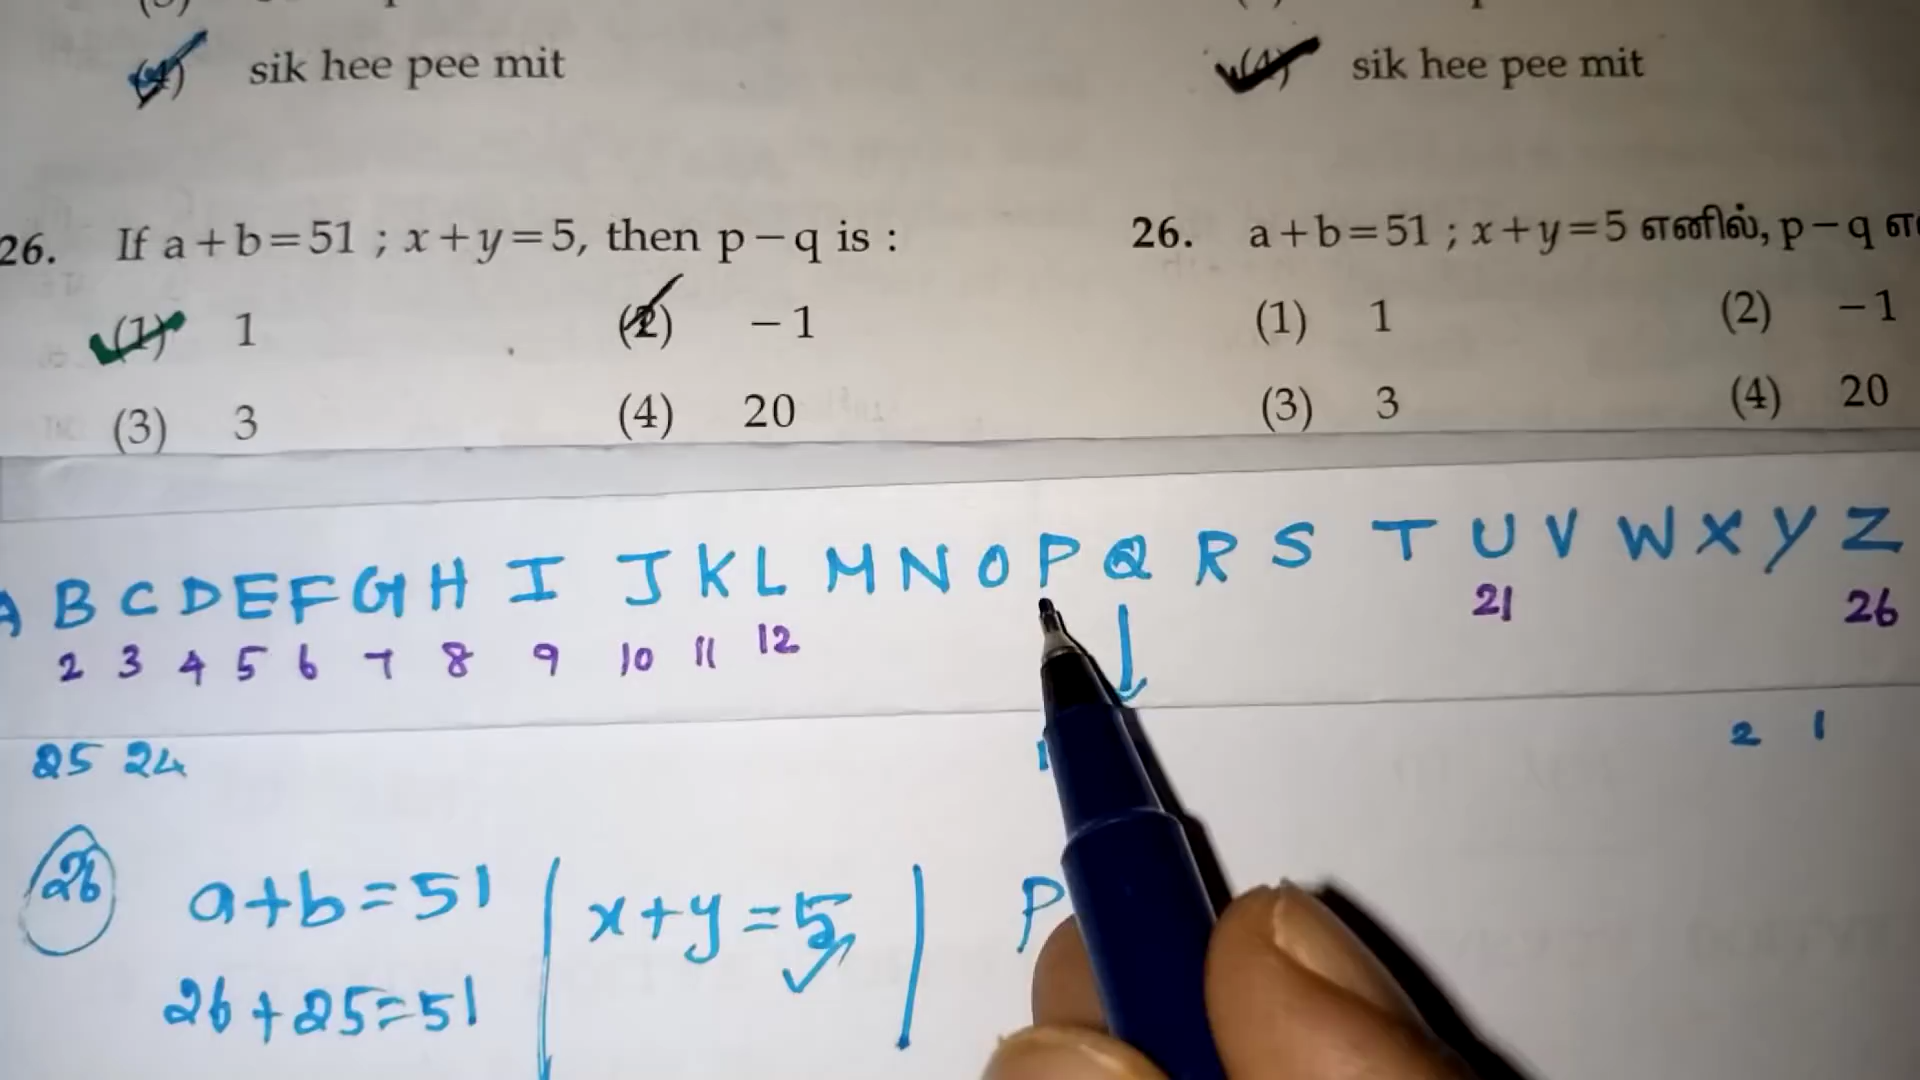 (4) sik hee pee mit
(4) sik hee pee mit
26. If a+b=51 ; x+y=5, then p-q is :
(1) 1 (2) -1
(3) 3 (4) 20
26. a+b=51 ; x+y=5 எனில், p-q
(1) 1 (2) -1
(3) 3 (4) 20
A B C D E F G H I J K L M N O P Q R S T U V W X Y Z
2 3 4 5 6 7 8 9 10 11 12 21 26
25 24 2 1
26 a+b=51 x+y=5 P
26+25=51